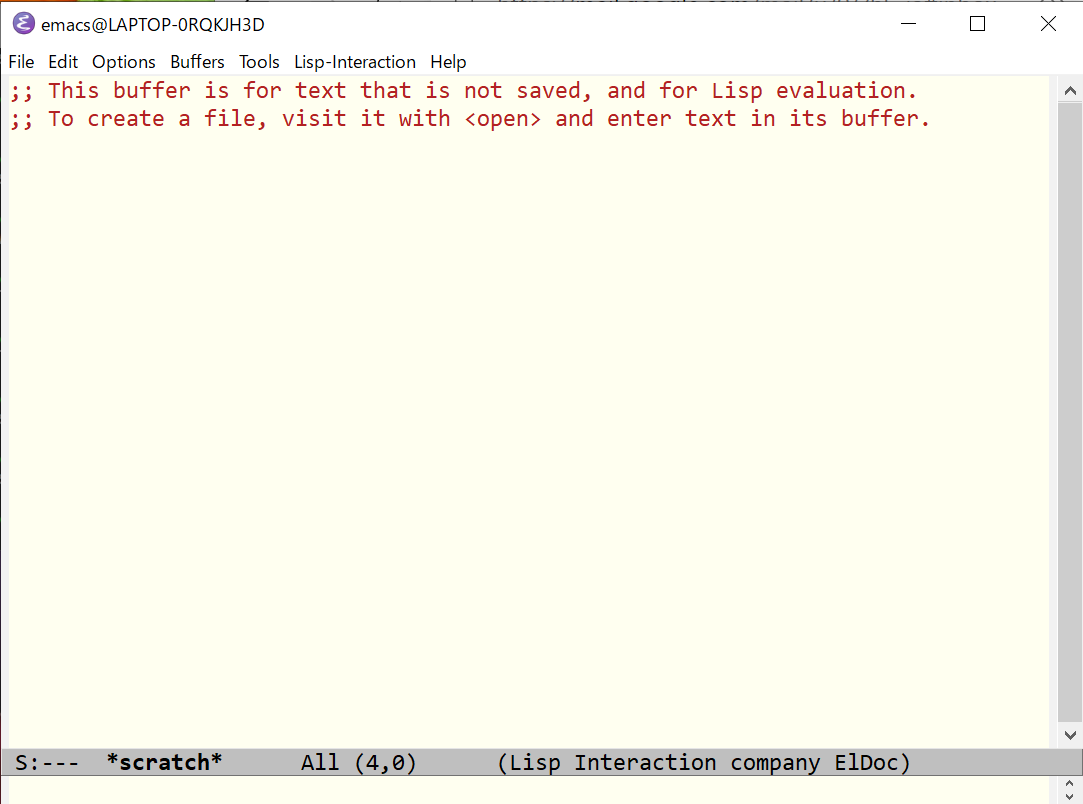 emacs@LAPTOP-0RQKJH3D
File Edit Options Buffers Tools Lisp-Interaction Help
;; This buffer is for text that is not saved, and for Lisp evaluation.
;; To create a file, visit it with <open> and enter text in its buffer.
S:--- *scratch* All (4,0) (Lisp Interaction company ElDoc)